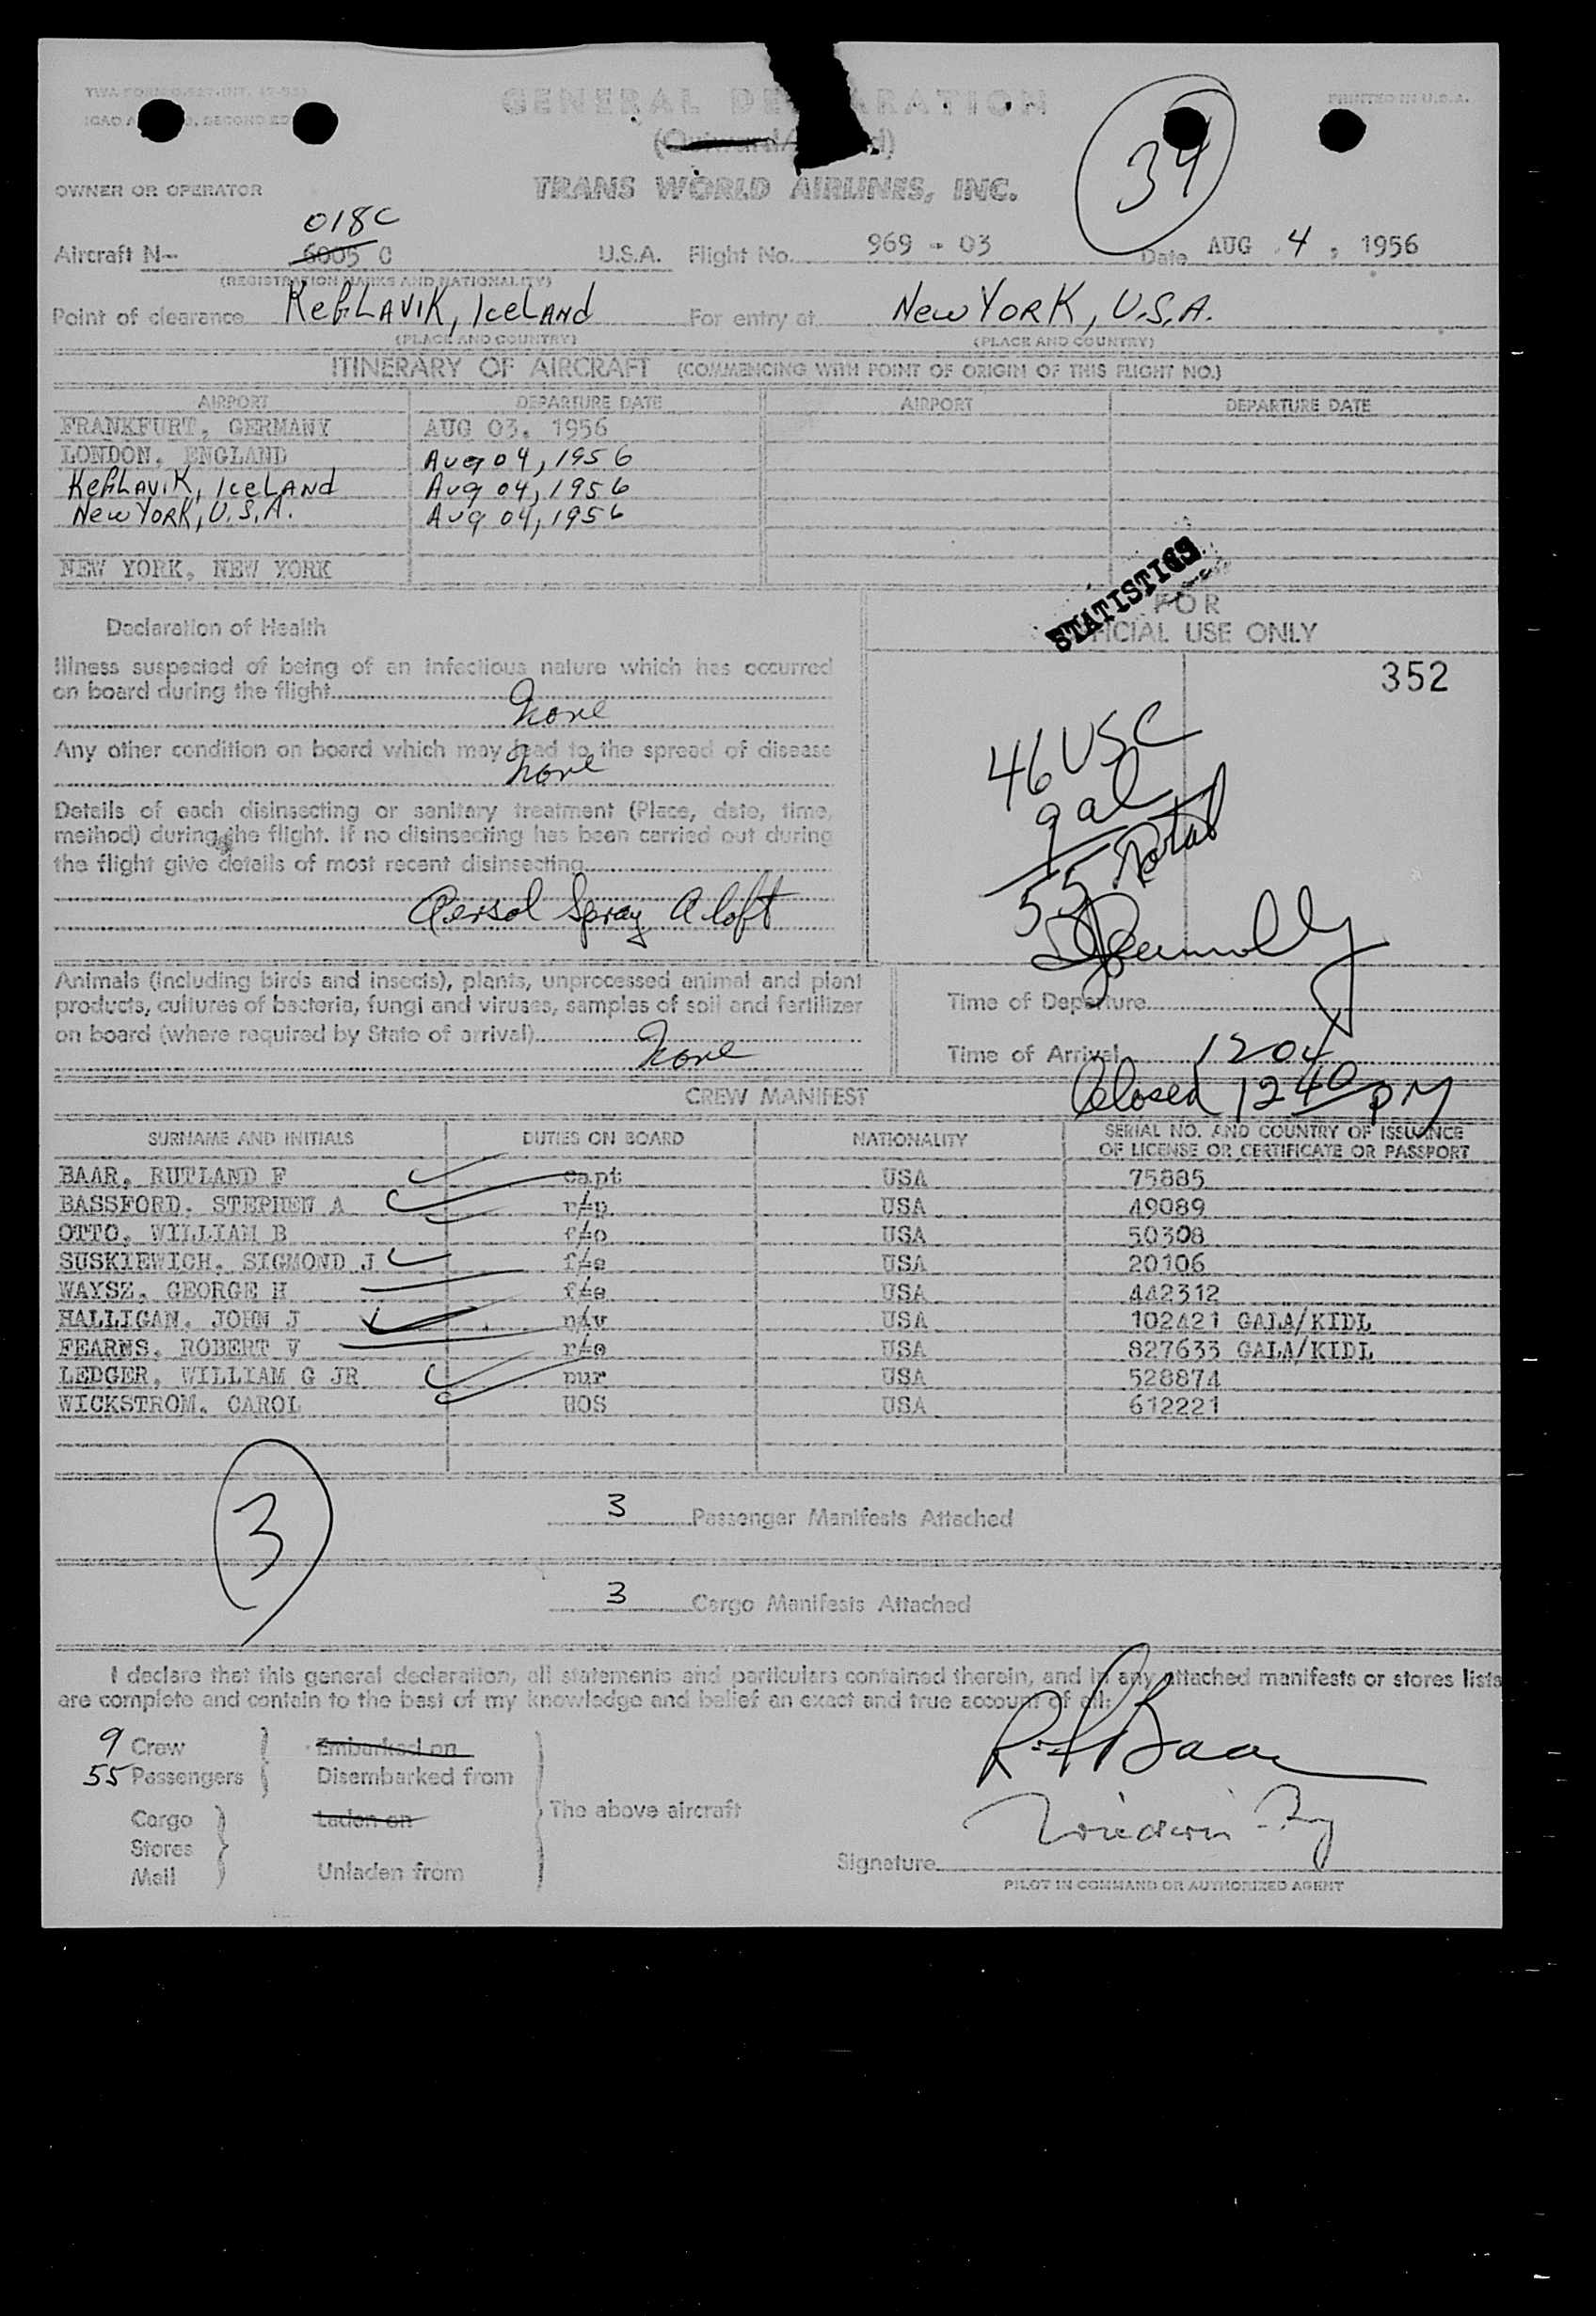 GENERAL DE ARATION
PRINTED IN U.S.A.
34
TRANS WORLD AIRLINES, INC.
OWNER OR OPERATOR
018C
Aircraft N- 6005 C U.S.A. Flight No. 969 - 03 Date AUG 4, 1956
(REGISTRATION MARKS AND NATIONALITY)
Point of clearance Keflavik, Iceland For entry at New York, U.S.A.
(PLACE AND COUNTRY) (PLACE AND COUNTRY)
ITINERARY OF AIRCRAFT (COMMENCING WITH POINT OF ORIGIN OF THIS FLIGHT NO.)
AIRPORT DEPARTURE DATE AIRPORT DEPARTURE DATE
FRANKFURT, GERMANY AUG 03. 1956
LONDON, ENGLAND Aug 04, 1956
Keflavik, Iceland Aug 04, 1956
New York, U.S.A. Aug 04, 1956
NEW YORK, NEW YORK
STATISTICS
FOR
FICIAL USE ONLY
352
Declaration of Health
Illness suspected of being of an infectious nature which has occurred
on board during the flight
None
Any other condition on board which may lead to the spread of disease
None
Details of each disinsecting or sanitary treatment (Place, date, time,
method) during the flight. If no disinsecting has been carried out during
the flight give details of most recent disinsecting
Aersol Spray Aloft
46 USC
9 al
55 Total
Animals (including birds and insects), plants, unprocessed animal and plant
products, cultures of bacteria, fungi and viruses, samples of soil and fertilizer
on board (where required by State of arrival)
None
Time of Departure
Time of Arrival 1204
Closed 1240 PM
CREW MANIFEST
SURNAME AND INITIALS DUTIES ON BOARD NATIONALITY SERIAL NO. AND COUNTRY OF ISSUANCE
OF LICENSE OR CERTIFICATE OR PASSPORT
BAAR, RUTLAND F capt USA 75885
BASSFORD, STEPHEN A r/p USA 49089
OTTO, WILLIAM B f/o USA 50308
SUSKIEWICH, SIGMOND J f/e USA 20106
WAYSZ, GEORGE H f/e USA 442312
HALLIGAN, JOHN J nav USA 102421 GALA/KIDL
FEARNS, ROBERT V r/o USA 827633 GALA/KIDL
LEDGER, WILLIAM G JR pur USA 528874
WICKSTROM, CAROL HOS USA 612221
3
3 Passenger Manifests Attached
3 Cargo Manifests Attached
I declare that this general declaration, all statements and particulars contained therein, and in any attached manifests or stores lists
are complete and contain to the best of my knowledge and belief an exact and true account of all:
9 Crew Embarked on
55 Passengers Disembarked from
Cargo Laden on The above aircraft
Stores
Mail Unladen from
R F Baar
Signature
PILOT IN COMMAND OR AUTHORIZED AGENT